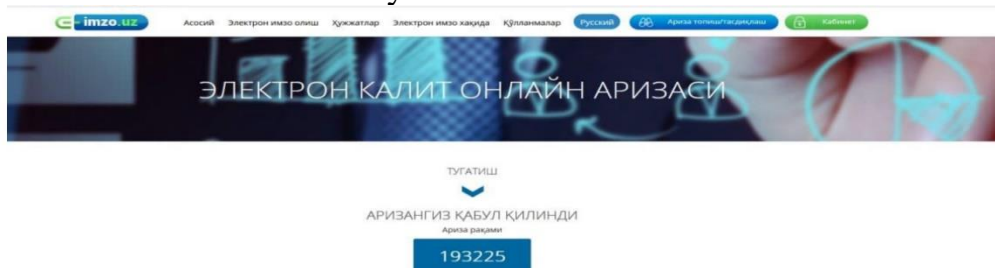 E-imzo.uz Асосий Электрон имзо олиш Ҳужжатлар Электрон имзо хақида Қўлланмалар Русский Ариза топиш/тасдиқлаш Кабинет
ЭЛЕКТРОН КАЛИТ ОНЛАЙН АРИЗАСИ
ТУГАТИШ
АРИЗАНГИЗ ҚАБУЛ ҚИЛИНДИ
Ариза рақами
193225